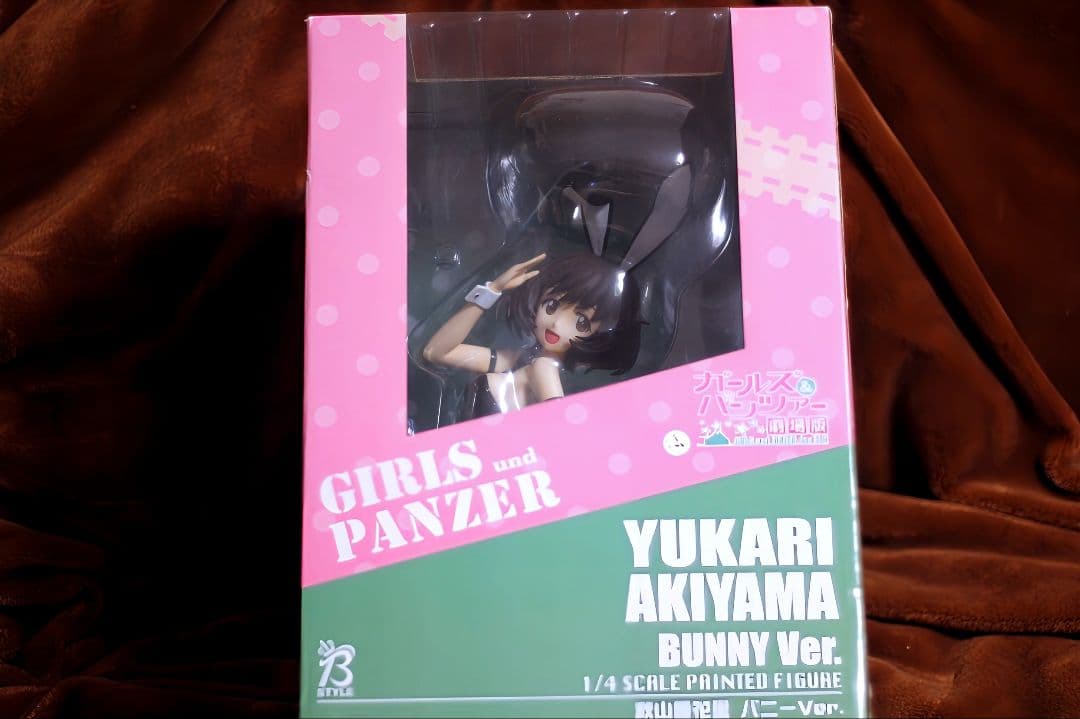 ガールズ&
パンツァー
劇場版
GIRLS und
PANZER
YUKARI
AKIYAMA
BUNNY Ver.
1/4 SCALE PAINTED FIGURE
秋山優花里 バニーVer.
B
STYLE